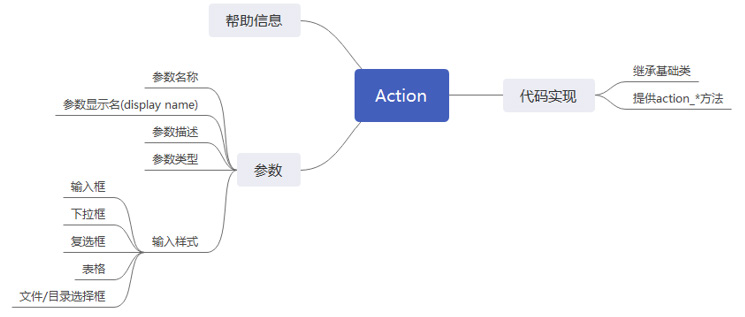 帮助信息
Action
代码实现
继承基础类
提供action_*方法
参数
参数名称
参数显示名(display name)
参数描述
参数类型
输入样式
输入框
下拉框
复选框
表格
文件/目录选择框